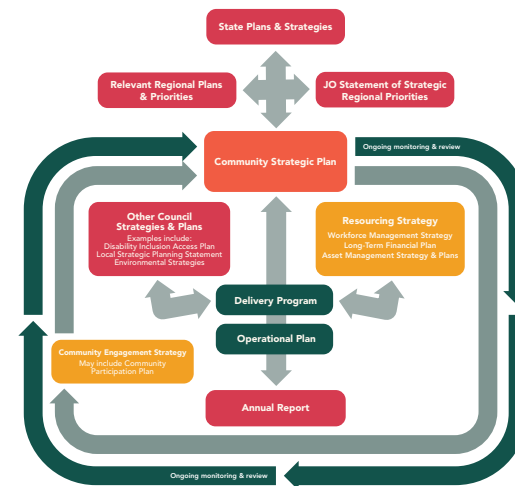 State Plans & Strategies
Relevant Regional Plans
& Priorities
JO Statement of Strategic
Regional Priorities
Ongoing monitoring & review
Community Strategic Plan
Other Council
Strategies & Plans
Examples include:
Disability Inclusion Access Plan
Local Strategic Planning Statement
Environmental Strategies
Resourcing Strategy
Workforce Management Strategy
Long-Term Financial Plan
Asset Management Strategy & Plans
Delivery Program
Operational Plan
Community Engagement Strategy
May include Community
Participation Plan
Annual Report
Ongoing monitoring & review